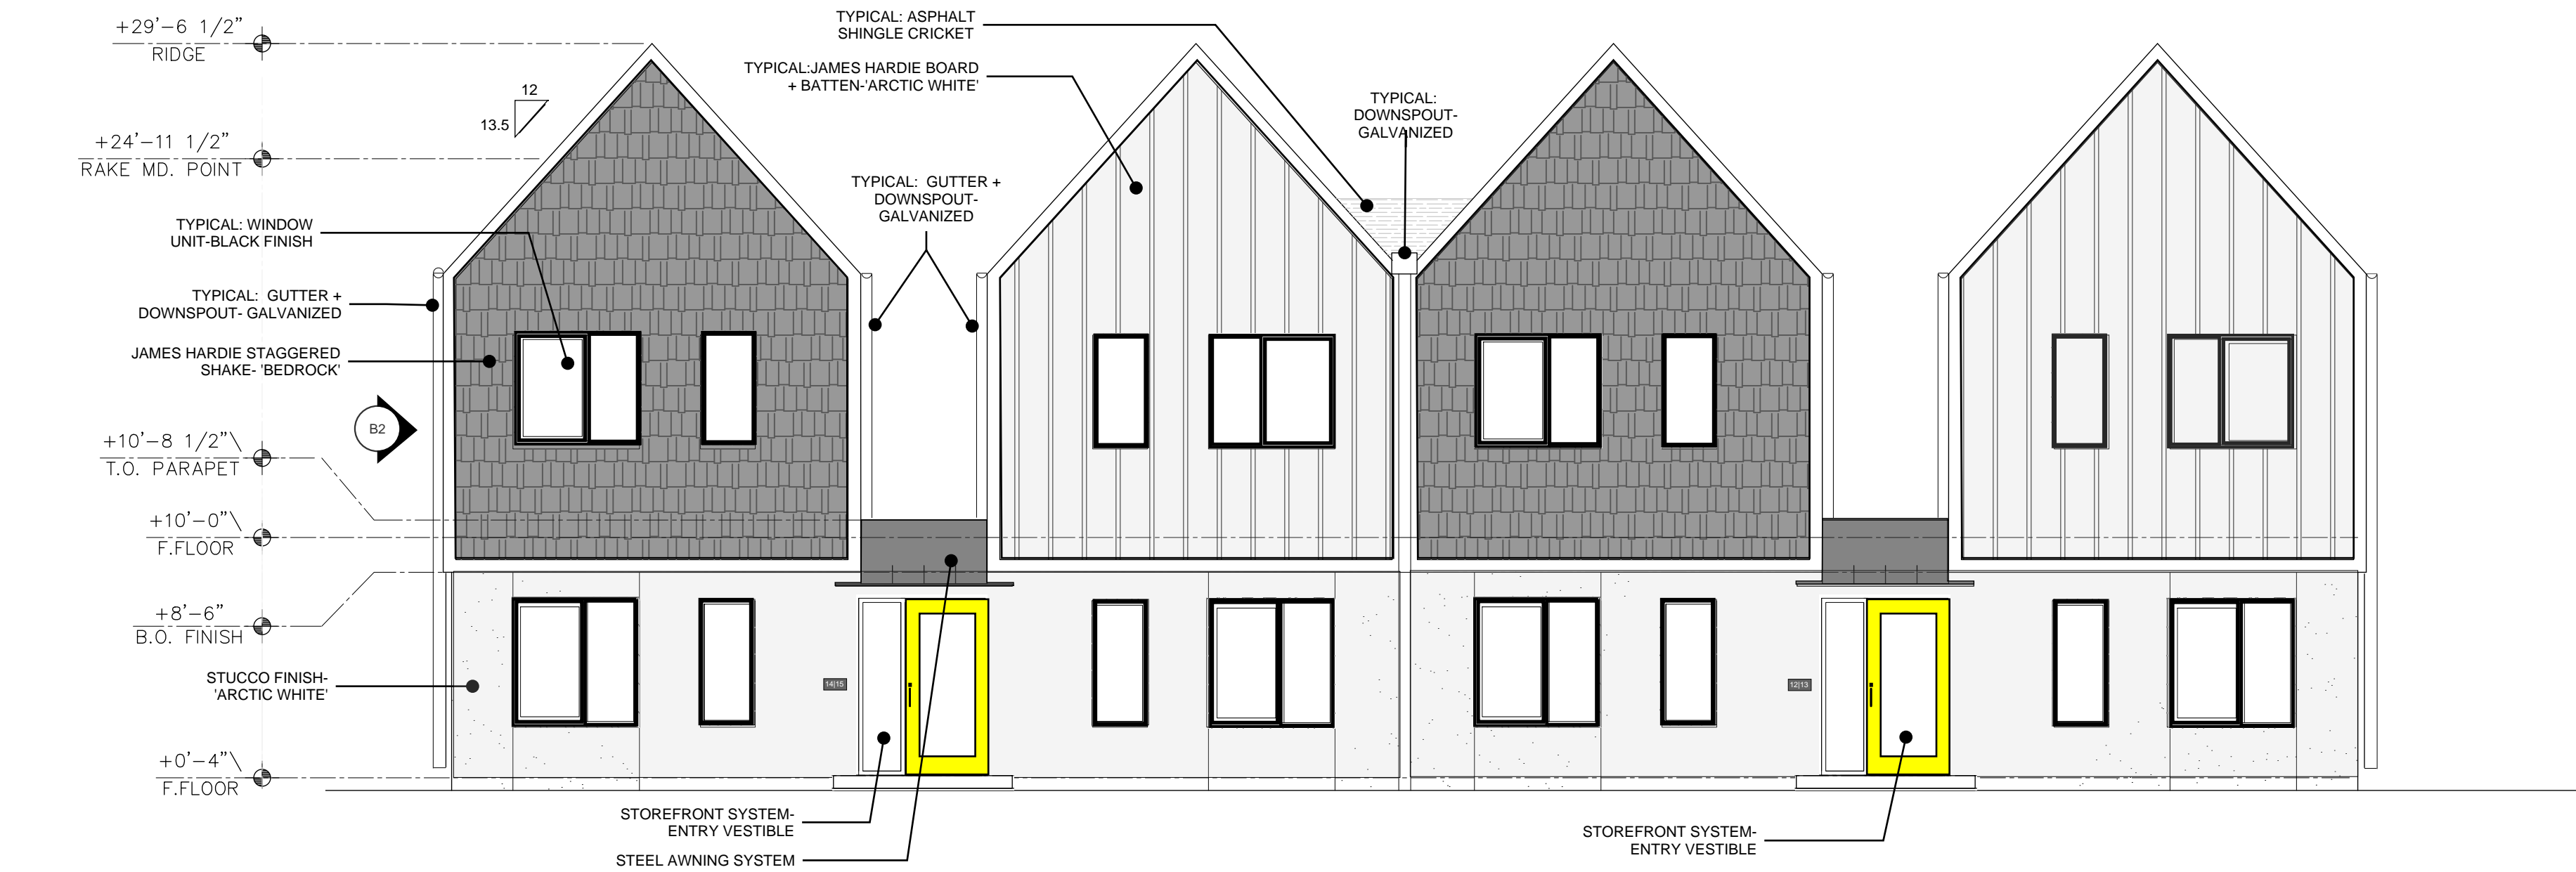 +29'-6 1/2"
RIDGE
12
13.5
+24'-11 1/2"
RAKE MD. POINT
TYPICAL: WINDOW
UNIT-BLACK FINISH
TYPICAL:  GUTTER +
DOWNSPOUT- GALVANIZED
JAMES HARDIE STAGGERED
SHAKE- 'BEDROCK'
B2
+10'-8 1/2"\
T.O. PARAPET
+10'-0"\
F.FLOOR
+8'-6"
B.O. FINISH
STUCCO FINISH-
'ARCTIC WHITE'
+0'-4"\
F.FLOOR
TYPICAL: ASPHALT
SHINGLE CRICKET
TYPICAL:JAMES HARDIE BOARD
+ BATTEN-'ARCTIC WHITE'
TYPICAL:
DOWNSPOUT-
GALVANIZED
TYPICAL:  GUTTER +
DOWNSPOUT-
GALVANIZED
14|15
12|13
STOREFRONT SYSTEM-
ENTRY VESTIBLE
STEEL AWNING SYSTEM
STOREFRONT SYSTEM-
ENTRY VESTIBLE